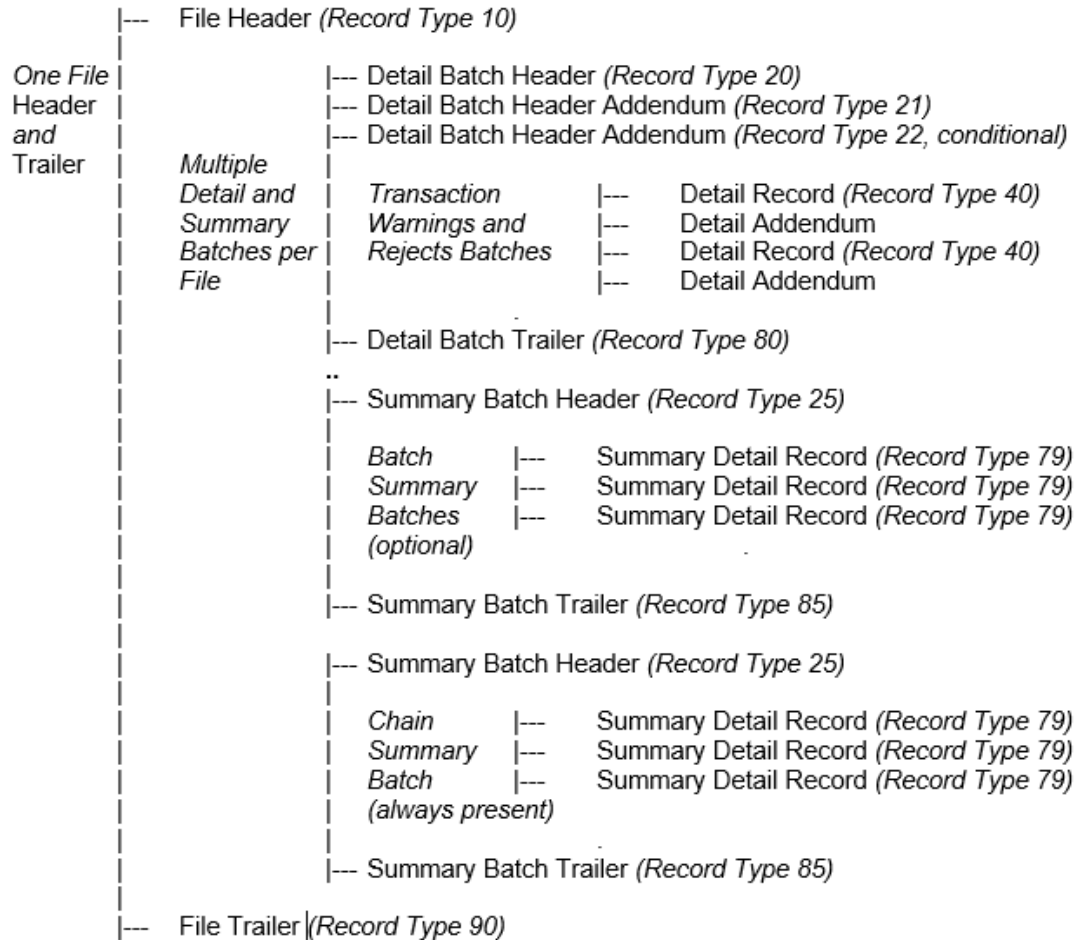 |--- File Header (Record Type 10)
|
One File | |--- Detail Batch Header (Record Type 20)
Header | |--- Detail Batch Header Addendum (Record Type 21)
and | |--- Detail Batch Header Addendum (Record Type 22, conditional)
Trailer | Multiple |
| Detail and | Transaction |--- Detail Record (Record Type 40)
| Summary | Warnings and |--- Detail Addendum
| Batches per | Rejects Batches |--- Detail Record (Record Type 40)
| File | |--- Detail Addendum
| | .
| |--- Detail Batch Trailer (Record Type 80)
| ..
| |--- Summary Batch Header (Record Type 25)
| |
| | Batch |--- Summary Detail Record (Record Type 79)
| | Summary |--- Summary Detail Record (Record Type 79)
| | Batches |--- Summary Detail Record (Record Type 79)
| | (optional) .
| |
| |--- Summary Batch Trailer (Record Type 85)
|
| |--- Summary Batch Header (Record Type 25)
| |
| | Chain |--- Summary Detail Record (Record Type 79)
| | Summary |--- Summary Detail Record (Record Type 79)
| | Batch |--- Summary Detail Record (Record Type 79)
| | (always present)
| | .
| |--- Summary Batch Trailer (Record Type 85)
|
|--- File Trailer (Record Type 90)